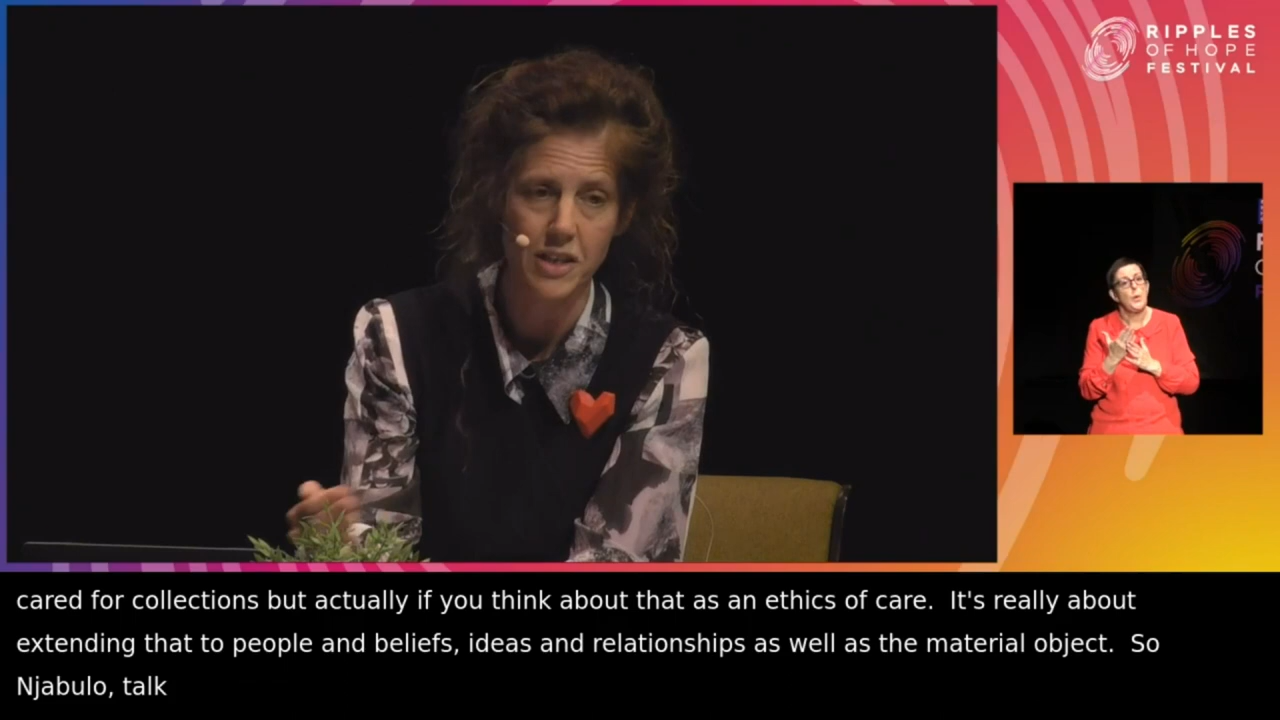 RIPPLES
OF HOPE
FESTIVAL
cared for collections but actually if you think about that as an ethics of care.  It's really about
extending that to people and beliefs, ideas and relationships as well as the material object.  So
Njabulo, talk